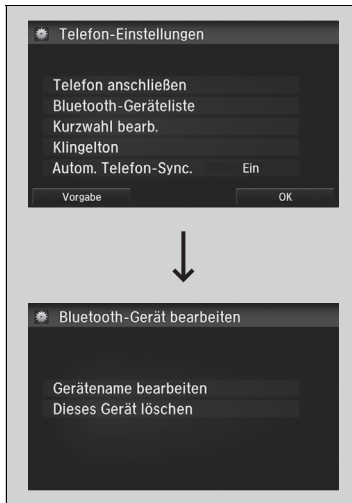 Telefon-Einstellungen
Telefon anschließen
Bluetooth-Geräteliste
Kurzwahl bearb.
Klingelton
Autom. Telefon-Sync. Ein
Vorgabe OK
Bluetooth-Gerät bearbeiten
Gerätename bearbeiten
Dieses Gerät löschen